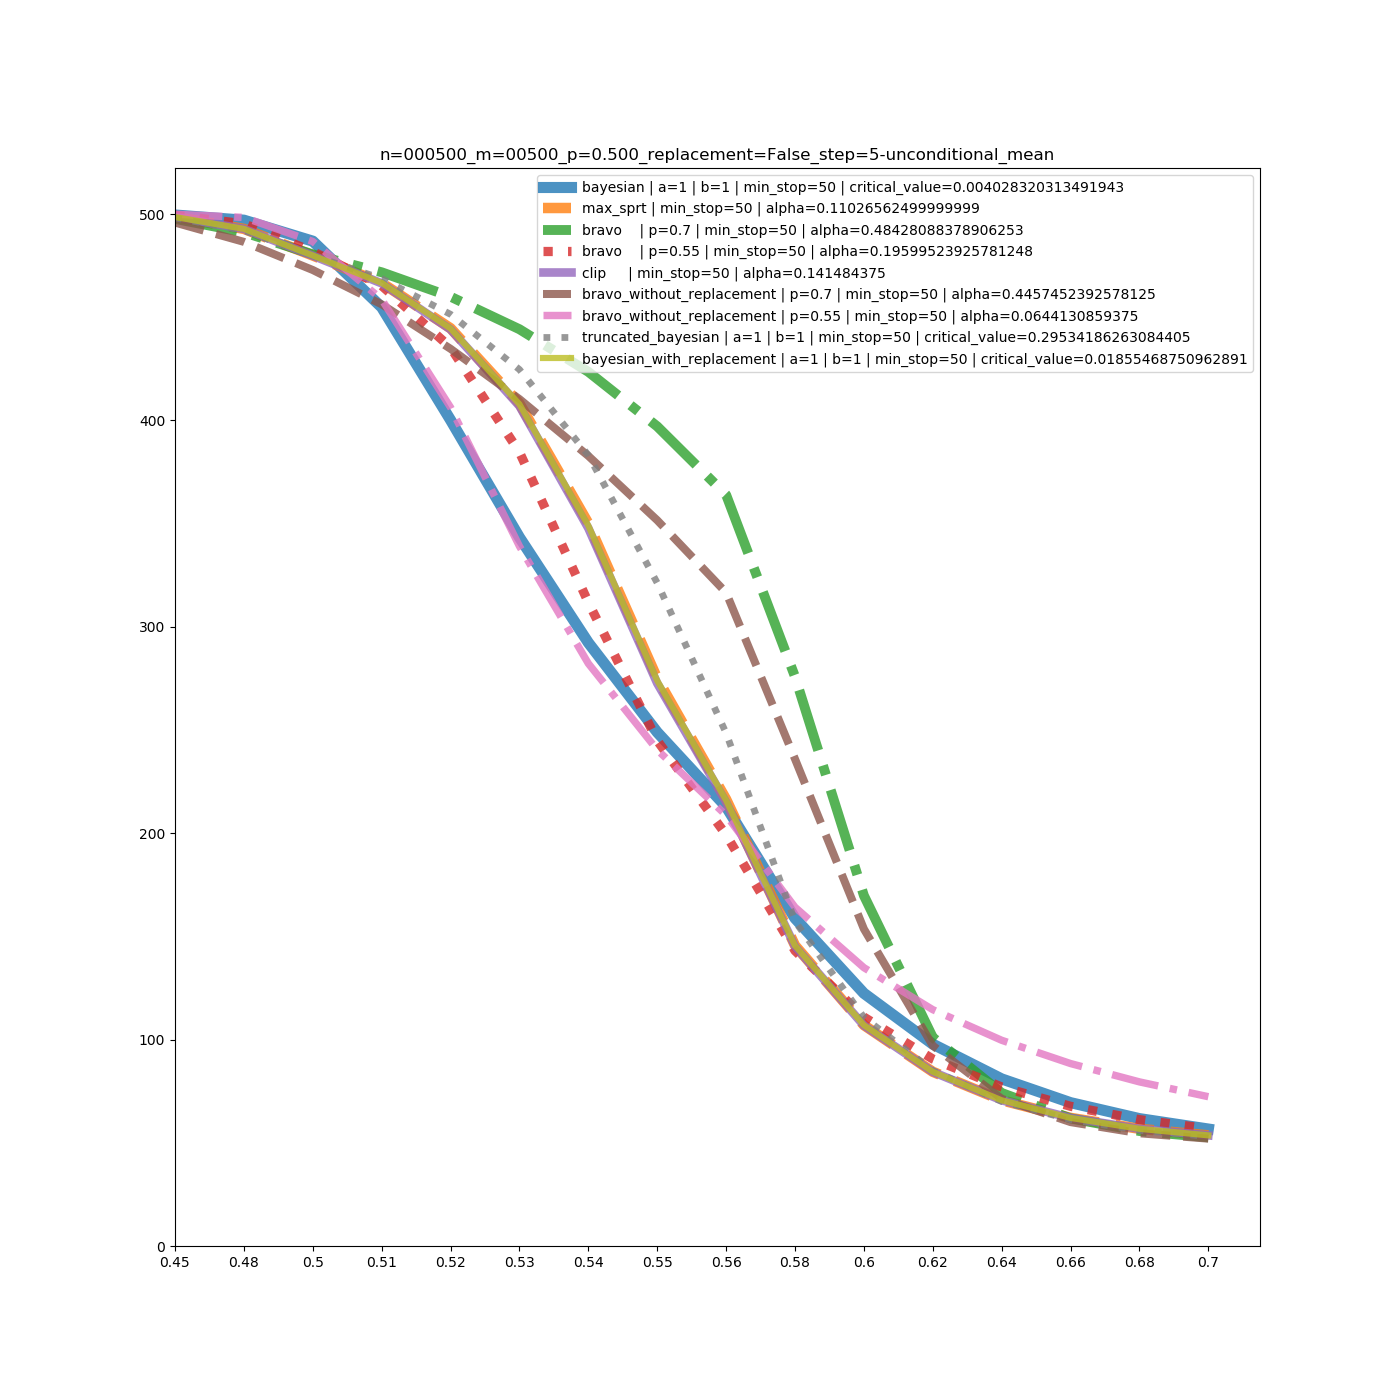 n=000500_m=00500_p=0.500_replacement=False_step=5-unconditional_mean
bayesian | a=1 | b=1 | min_stop=50 | critical_value=0.004028320313491943
max_sprt | min_stop=50 | alpha=0.11026562499999999
bravo | p=0.7 | min_stop=50 | alpha=0.48428088378906253
bravo | p=0.55 | min_stop=50 | alpha=0.19599523925781248
clip | min_stop=50 | alpha=0.141484375
bravo_without_replacement | p=0.7 | min_stop=50 | alpha=0.4457452392578125
bravo_without_replacement | p=0.55 | min_stop=50 | alpha=0.0644130859375
truncated_bayesian | a=1 | b=1 | min_stop=50 | critical_value=0.29534186263084405
bayesian_with_replacement | a=1 | b=1 | min_stop=50 | critical_value=0.01855468750962891
500
400
300
200
100
0
0.45 0.48 0.5 0.51 0.52 0.53 0.54 0.55 0.56 0.58 0.6 0.62 0.64 0.66 0.68 0.7